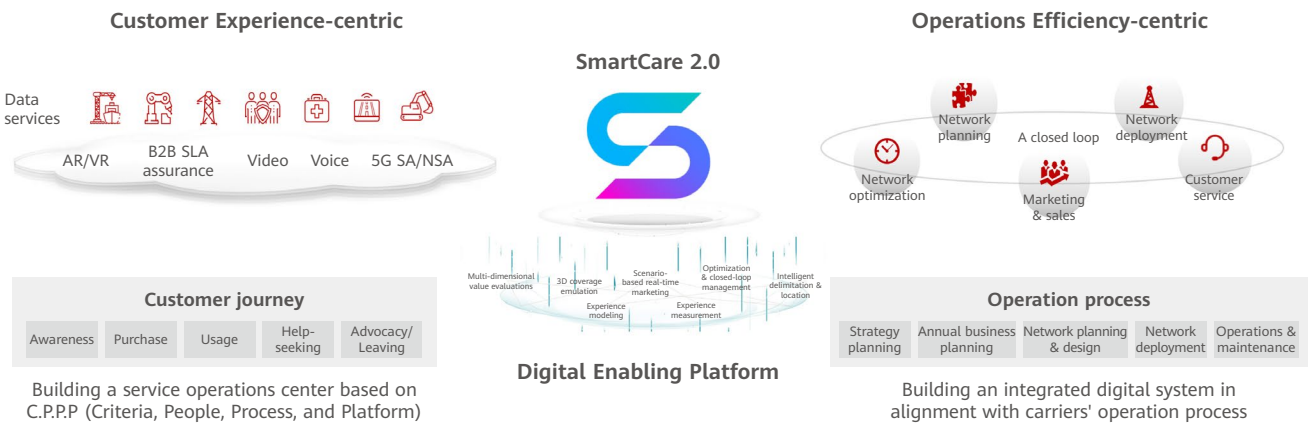 Customer Experience-centric
Data
services
AR/VR
B2B SLA
assurance
Video
Voice
5G SA/NSA
Customer journey
Awareness
Purchase
Usage
Help-
seeking
Advocacy/
Leaving
Building a service operations center based on
C.P.P.P (Criteria, People, Process, and Platform)
SmartCare 2.0
Multi-dimensional
value evaluations
3D coverage
emulation
Scenario-
based real-time
marketing
Optimization
& closed-loop
management
Intelligent
delimitation &
location
Experience
modeling
Experience
measurement
Digital Enabling Platform
Operations Efficiency-centric
Network
planning
A closed loop
Network
deployment
Network
optimization
Marketing
& sales
Customer
service
Operation process
Strategy
planning
Annual business
planning
Network planning
& design
Network
deployment
Operations &
maintenance
Building an integrated digital system in
alignment with carriers' operation process